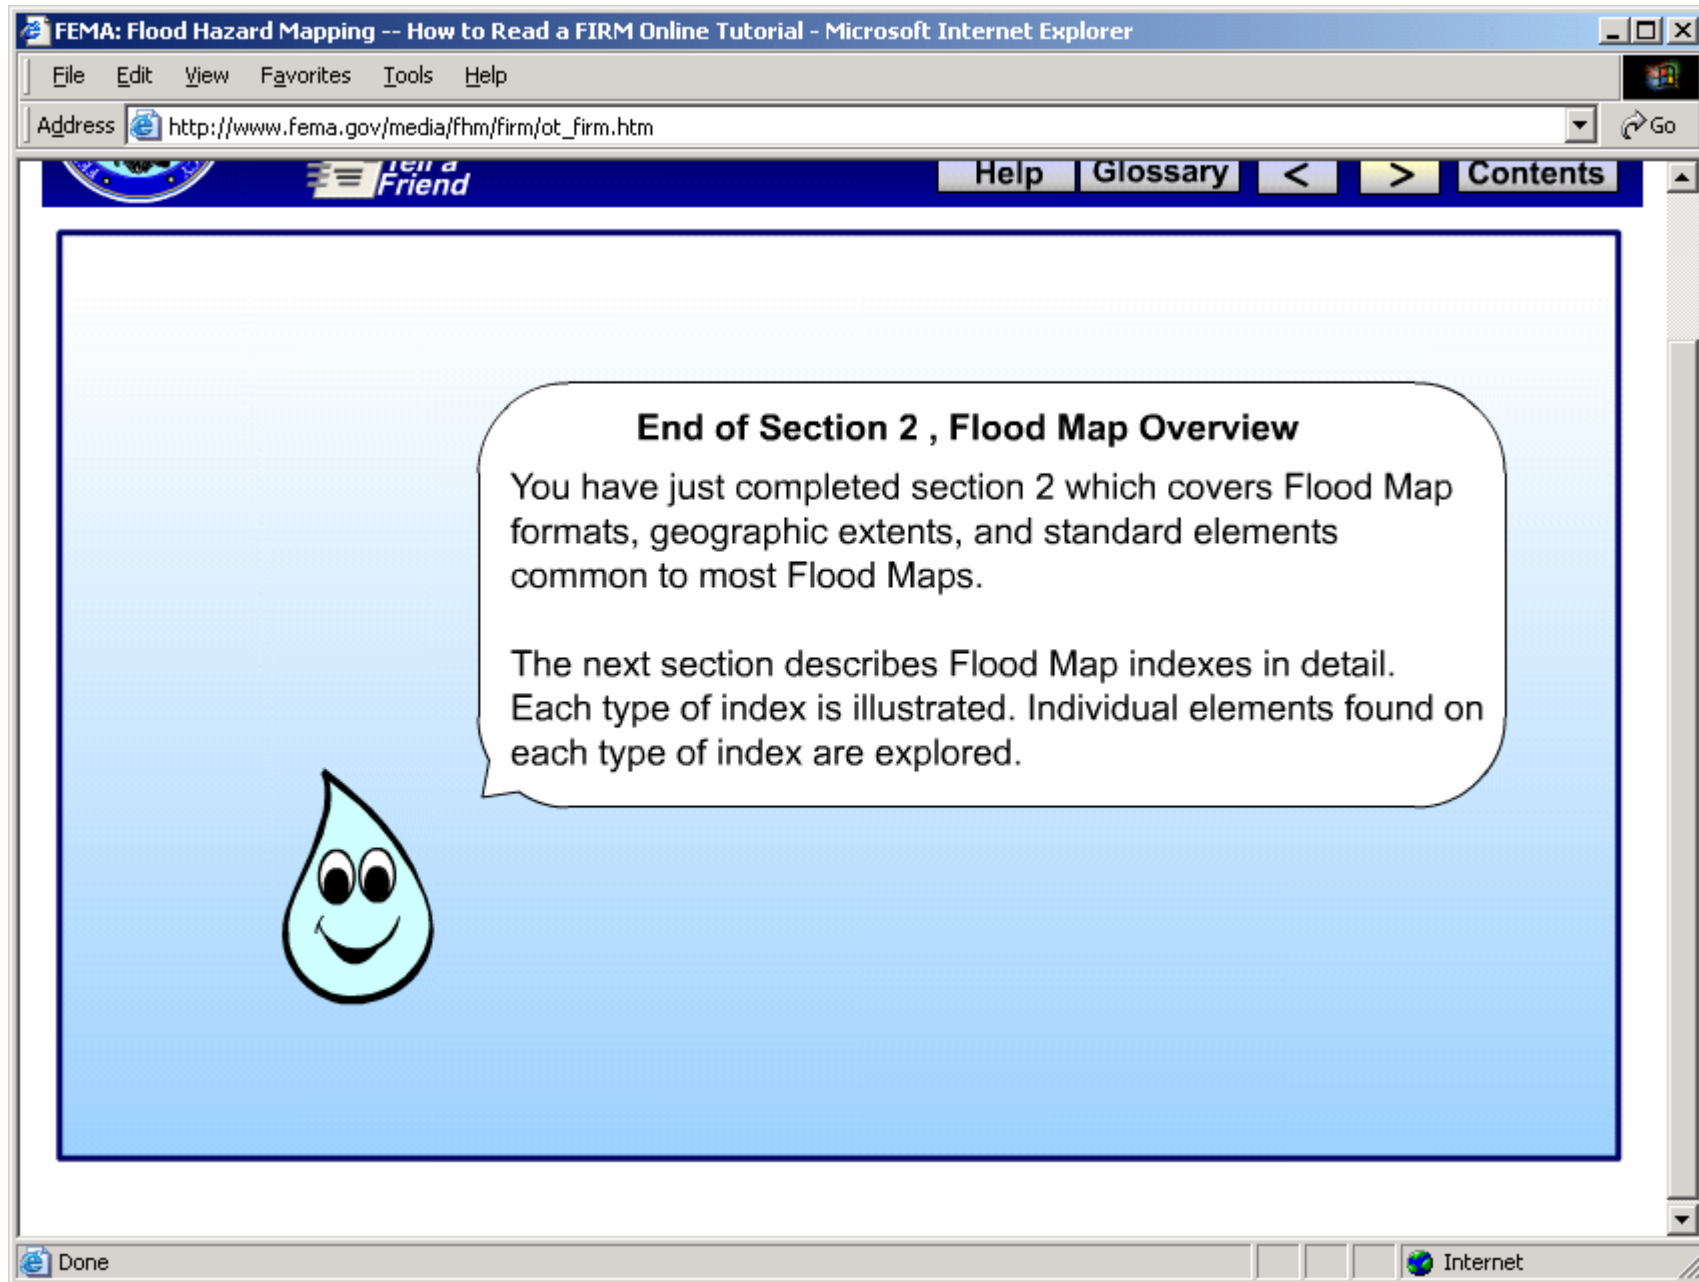 FEMA: Flood Hazard Mapping -- How to Read a FIRM Online Tutorial - Microsoft Internet Explorer
File Edit View Favorites Tools Help
Address http://www.fema.gov/media/fhm/firm/ot_firm.htm Go
Tell a
Friend
Help Glossary < > Contents
End of Section 2 , Flood Map Overview
You have just completed section 2 which covers Flood Map
formats, geographic extents, and standard elements
common to most Flood Maps.
The next section describes Flood Map indexes in detail.
Each type of index is illustrated. Individual elements found on
each type of index are explored.
Done Internet